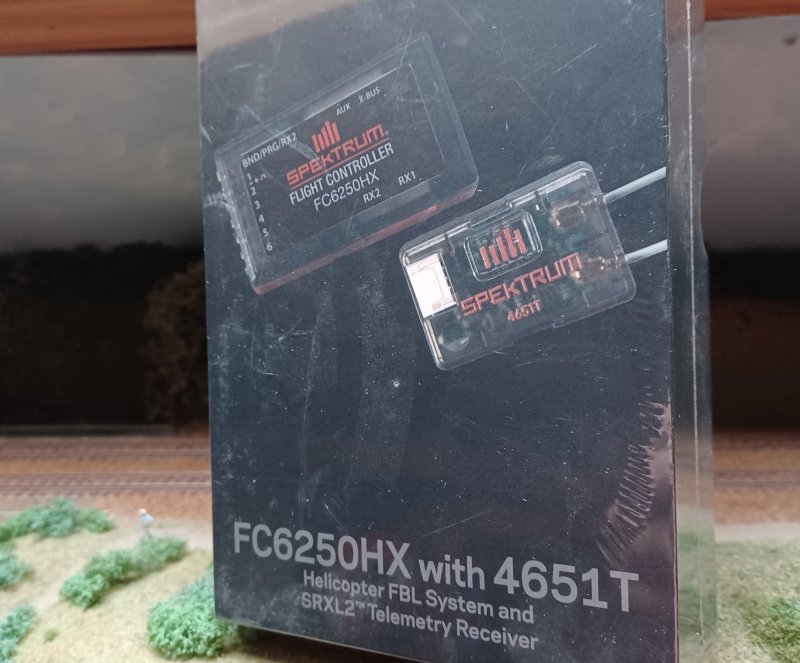 BND/PRG/RX2
AUX X-BUS
1
2
3
4
5
6
SPEKTRUM
FLIGHT CONTROLLER
FC6250HX
RX2 RX1
SPEKTRUM
4651T
FC6250HX with 4651T
Helicopter FBL System and
SRXL2™ Telemetry Receiver